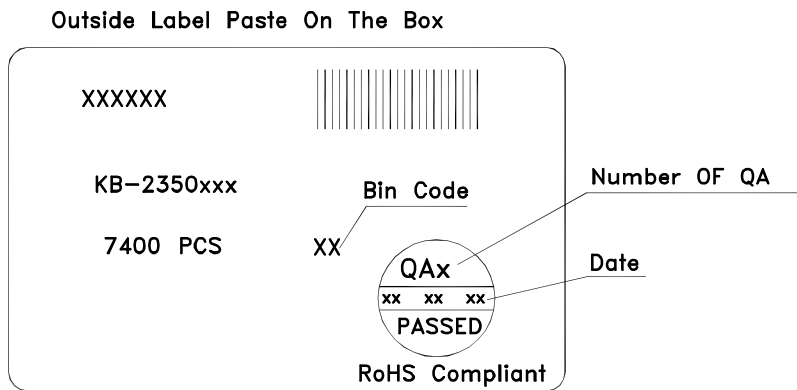 Outside Label Paste On The Box
XXXXXX
KB-2350xxx
Bin Code
Number OF QA
7400 PCS
XX
QAx
Date
xx xx xx
PASSED
RoHS Compliant